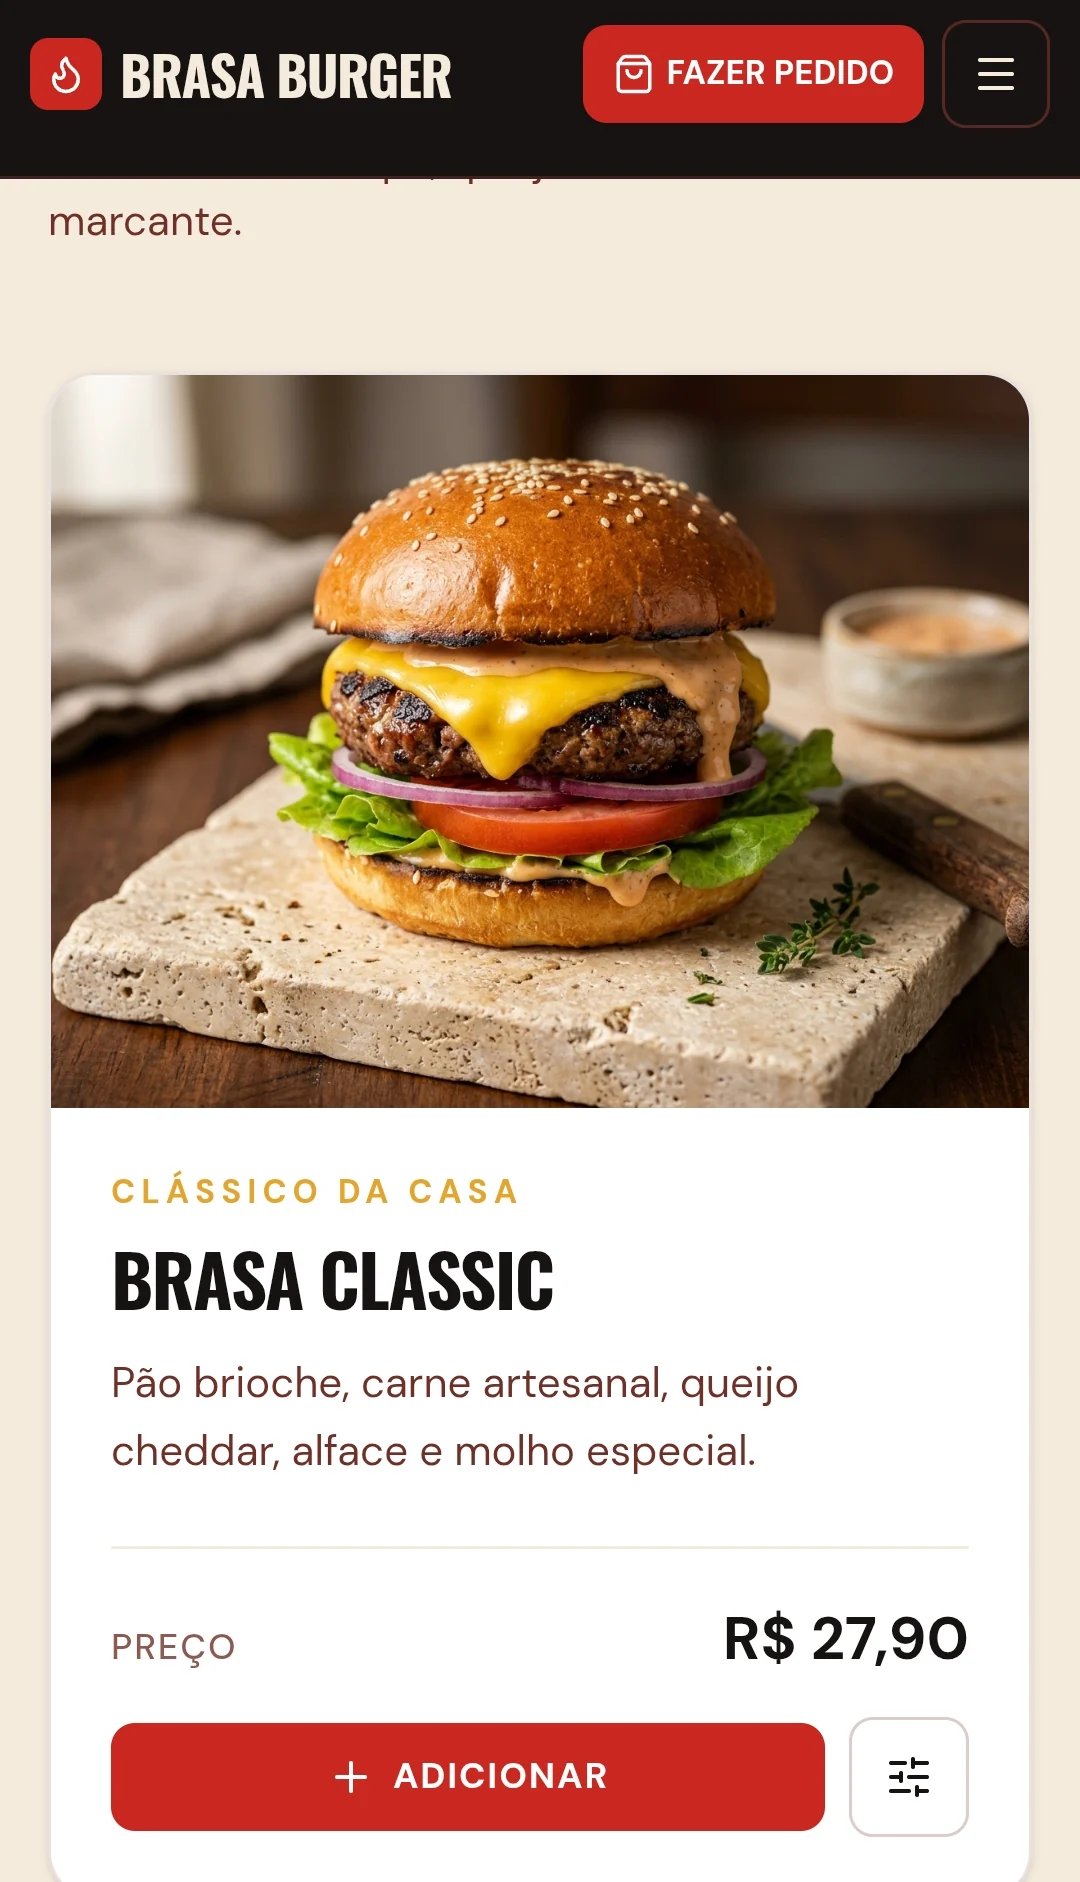 BRASA BURGER
FAZER PEDIDO
marcante.
CLÁSSICO DA CASA
BRASA CLASSIC
Pão brioche, carne artesanal, queijo
cheddar, alface e molho especial.
PREÇO
R$ 27,90
ADICIONAR